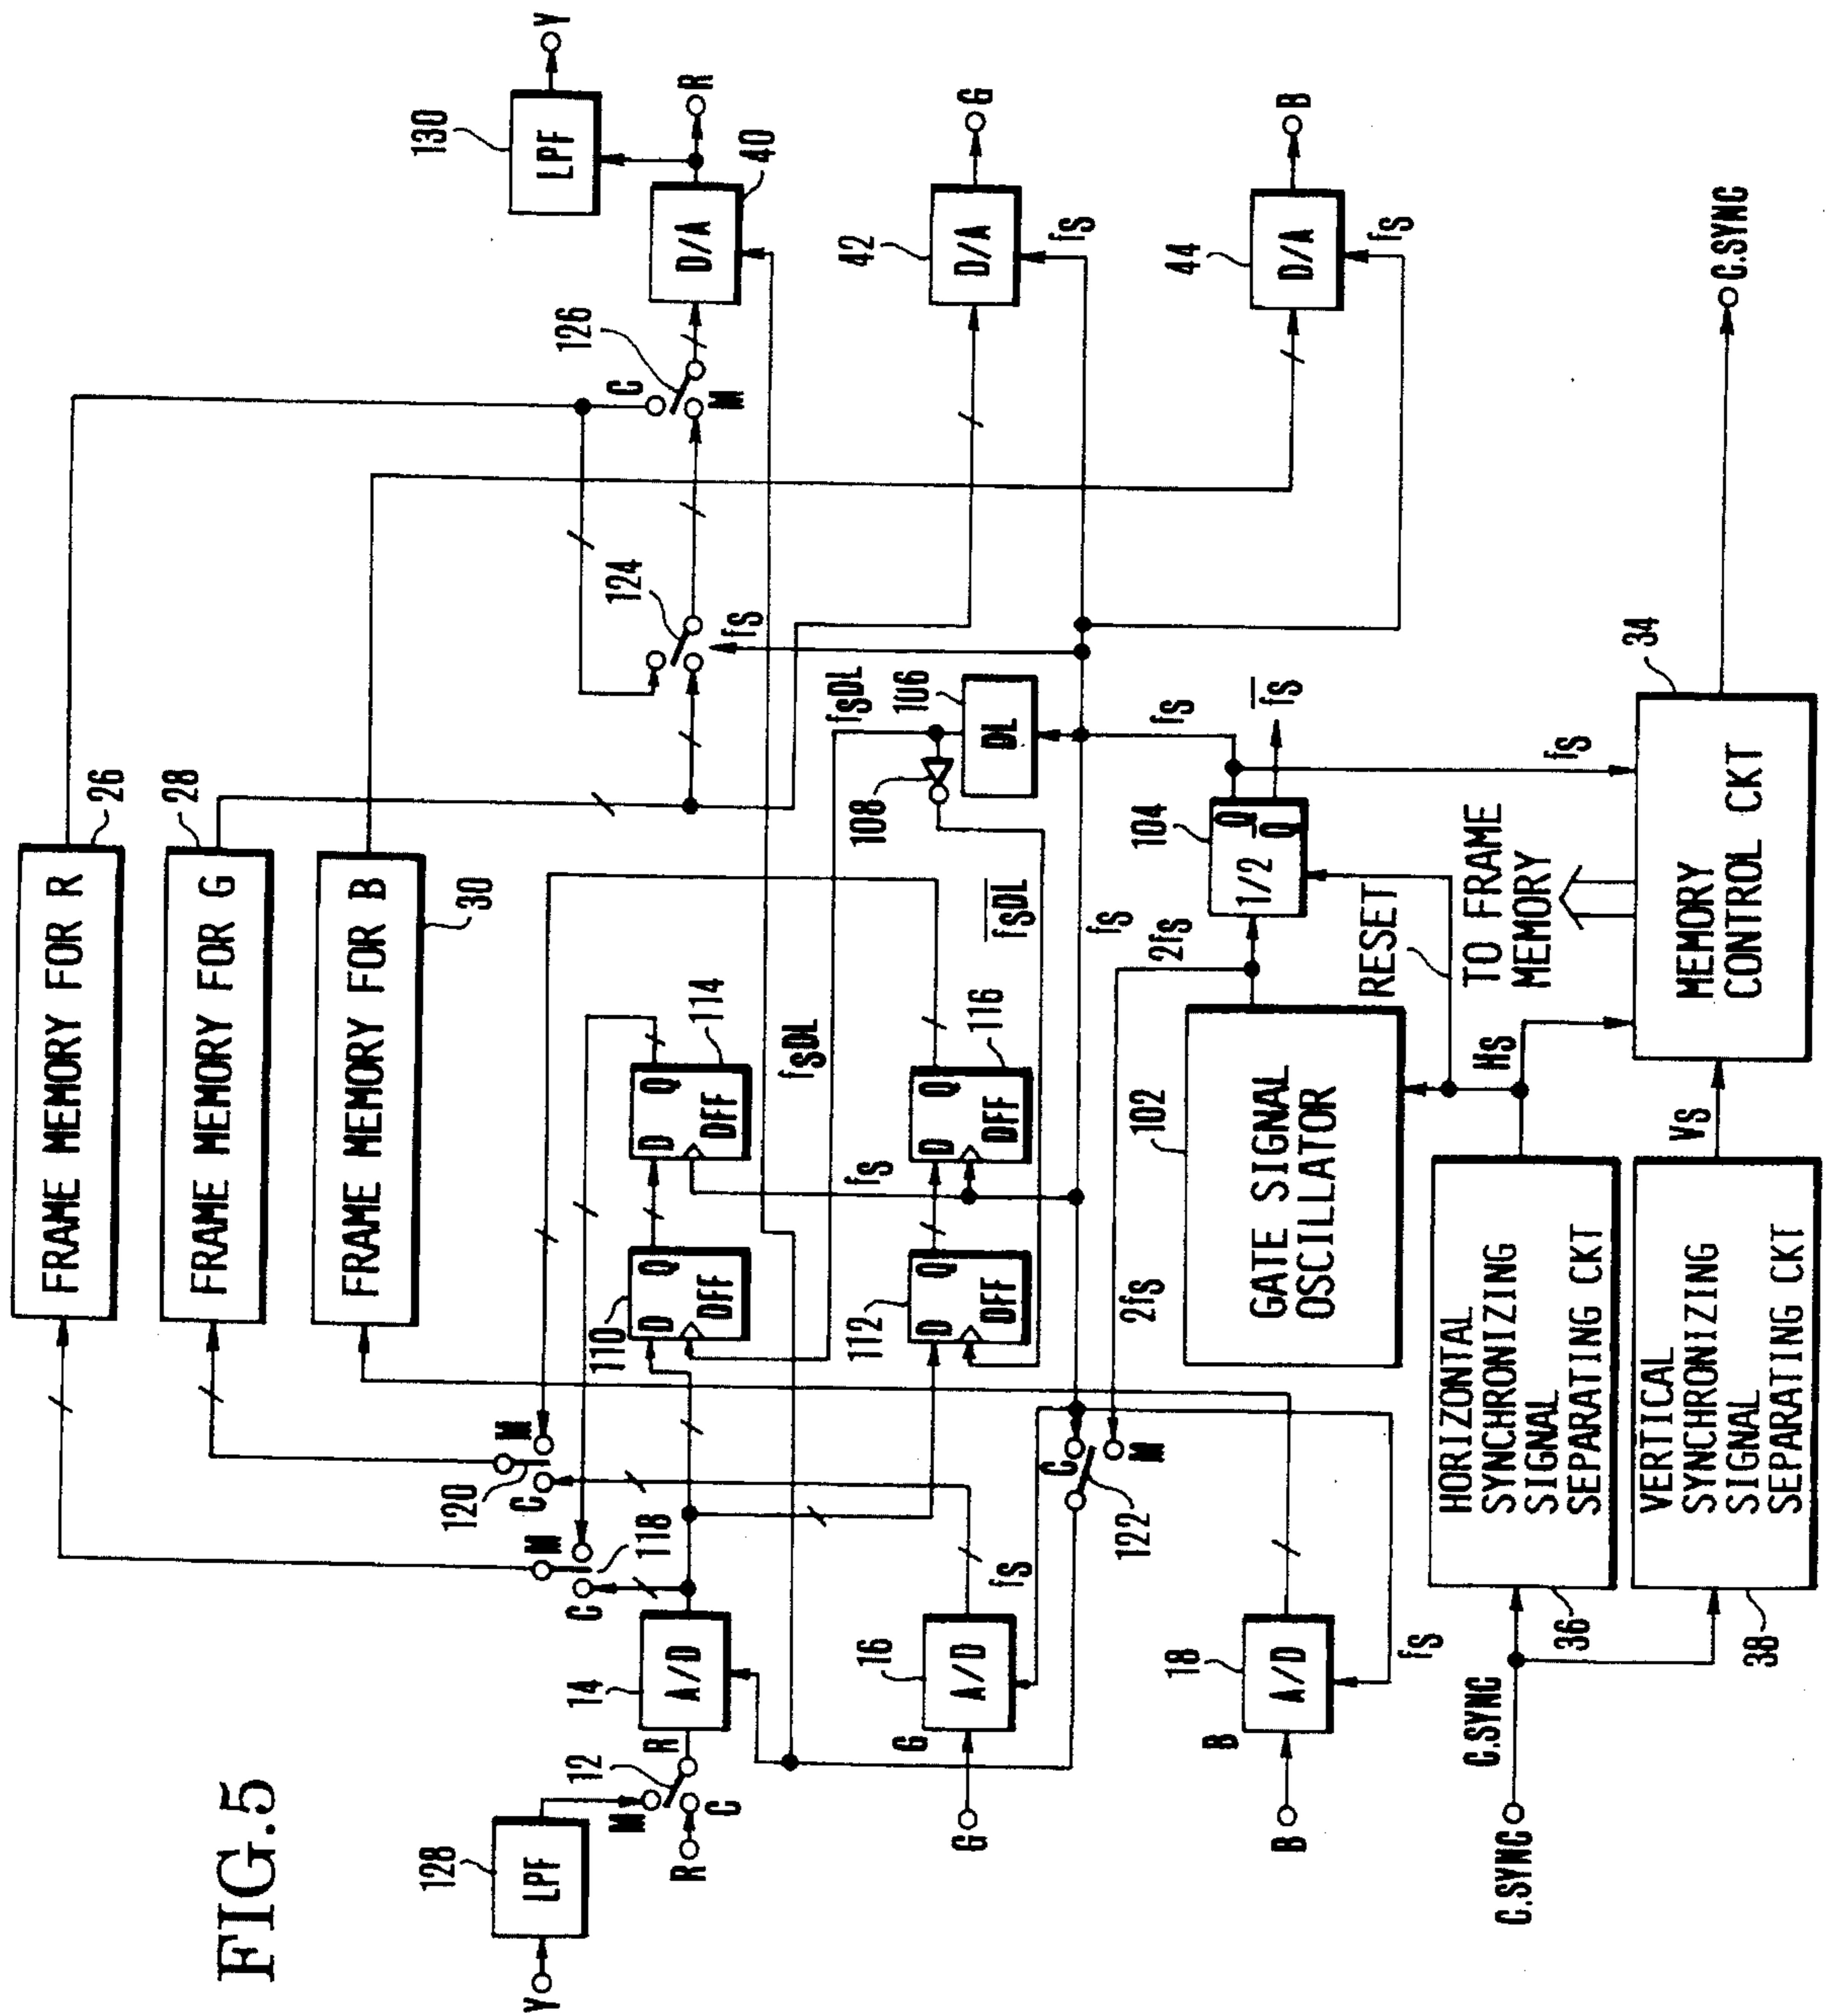 FIG.5
FRAME MEMORY FOR R
26
FRAME MEMORY FOR G
28
FRAME MEMORY FOR B
30
Y
128
LPF
M
12
R
C
R
14
A/D
C
M
118
C
M
120
110
D
Q
DFF
114
D
Q
DFF
fSDL
124
fS
126
C
M
D/A
40
R
130
LPF
Y
G
G
16
A/D
fS
112
D
Q
DFF
fS
116
D
Q
DFF
f̅S̅D̅L̅
108
fSDL
106
DL
42
D/A
fS
G
C
M
122
2fS
fS
B
B
18
A/D
fS
102
GATE SIGNAL
OSCILLATOR
2fS
104
1/2
Q
Q̅
fS
f̅S̅
44
D/A
fS
B
RESET
TO FRAME
MEMORY
fS
C.SYNC
C.SYNC
36
HORIZONTAL
SYNCHRONIZING
SIGNAL
SEPARATING CKT
HS
38
VERTICAL
SYNCHRONIZING
SIGNAL
SEPARATING CKT
VS
MEMORY
CONTROL CKT
34
C.SYNC